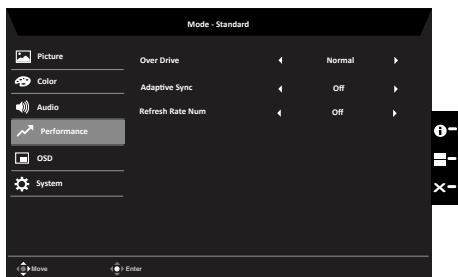 Mode - Standard
Picture
Over Drive Normal
Color
Adaptive Sync Off
Audio
Refresh Rate Num Off
Performance
OSD
System
Move Enter